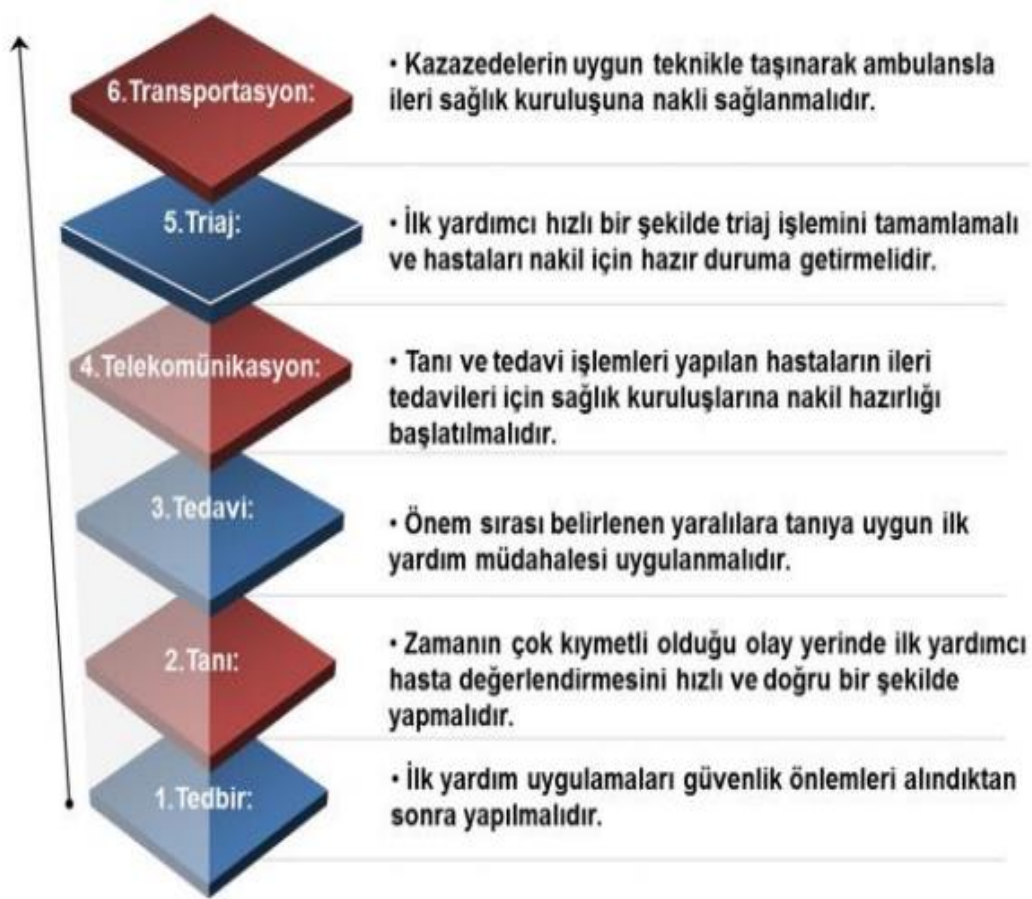 6.Transportasyon:
• Kazazedelerin uygun teknikle taşınarak ambulansla
ileri sağlık kuruluşuna nakli sağlanmalıdır.
5.Triaj:
• İlk yardımcı hızlı bir şekilde triaj işlemini tamamlamalı
ve hastaları nakil için hazır duruma getirmelidir.
4.Telekomünikasyon:
• Tanı ve tedavi işlemleri yapılan hastaların ileri
tedavileri için sağlık kuruluşlarına nakil hazırlığı
başlatılmalıdır.
3.Tedavi:
• Önem sırası belirlenen yaralılara tanıya uygun ilk
yardım müdahalesi uygulanmalıdır.
2.Tanı:
• Zamanın çok kıymetli olduğu olay yerinde ilk yardımcı
hasta değerlendirmesini hızlı ve doğru bir şekilde
yapmalıdır.
1.Tedbir:
• İlk yardım uygulamaları güvenlik önlemleri alındıktan
sonra yapılmalıdır.